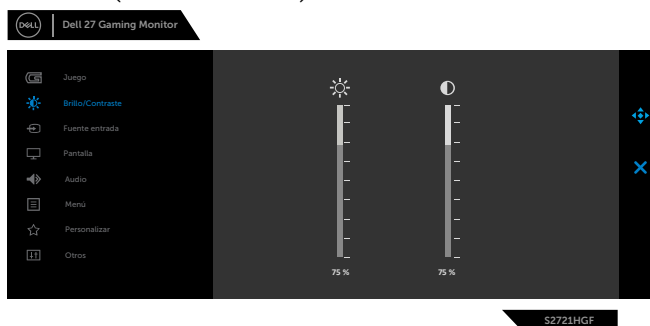 DELL
Dell 27 Gaming Monitor
Juego
Brillo/Contraste
Fuente entrada
Pantalla
Audio
Menú
Personalizar
Otros
75 %
75 %
S2721HGF